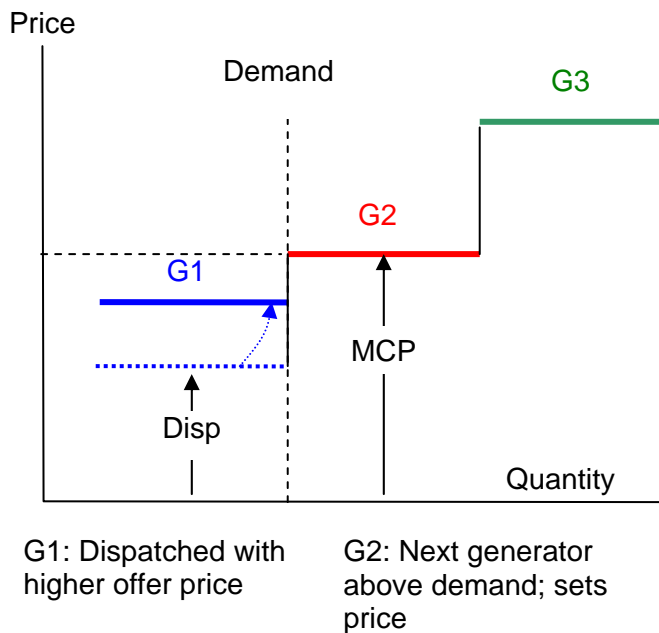 Price
Demand
G3
G2
G1
MCP
Disp
Quantity
G1: Dispatched with
higher offer price
G2: Next generator
above demand; sets
price